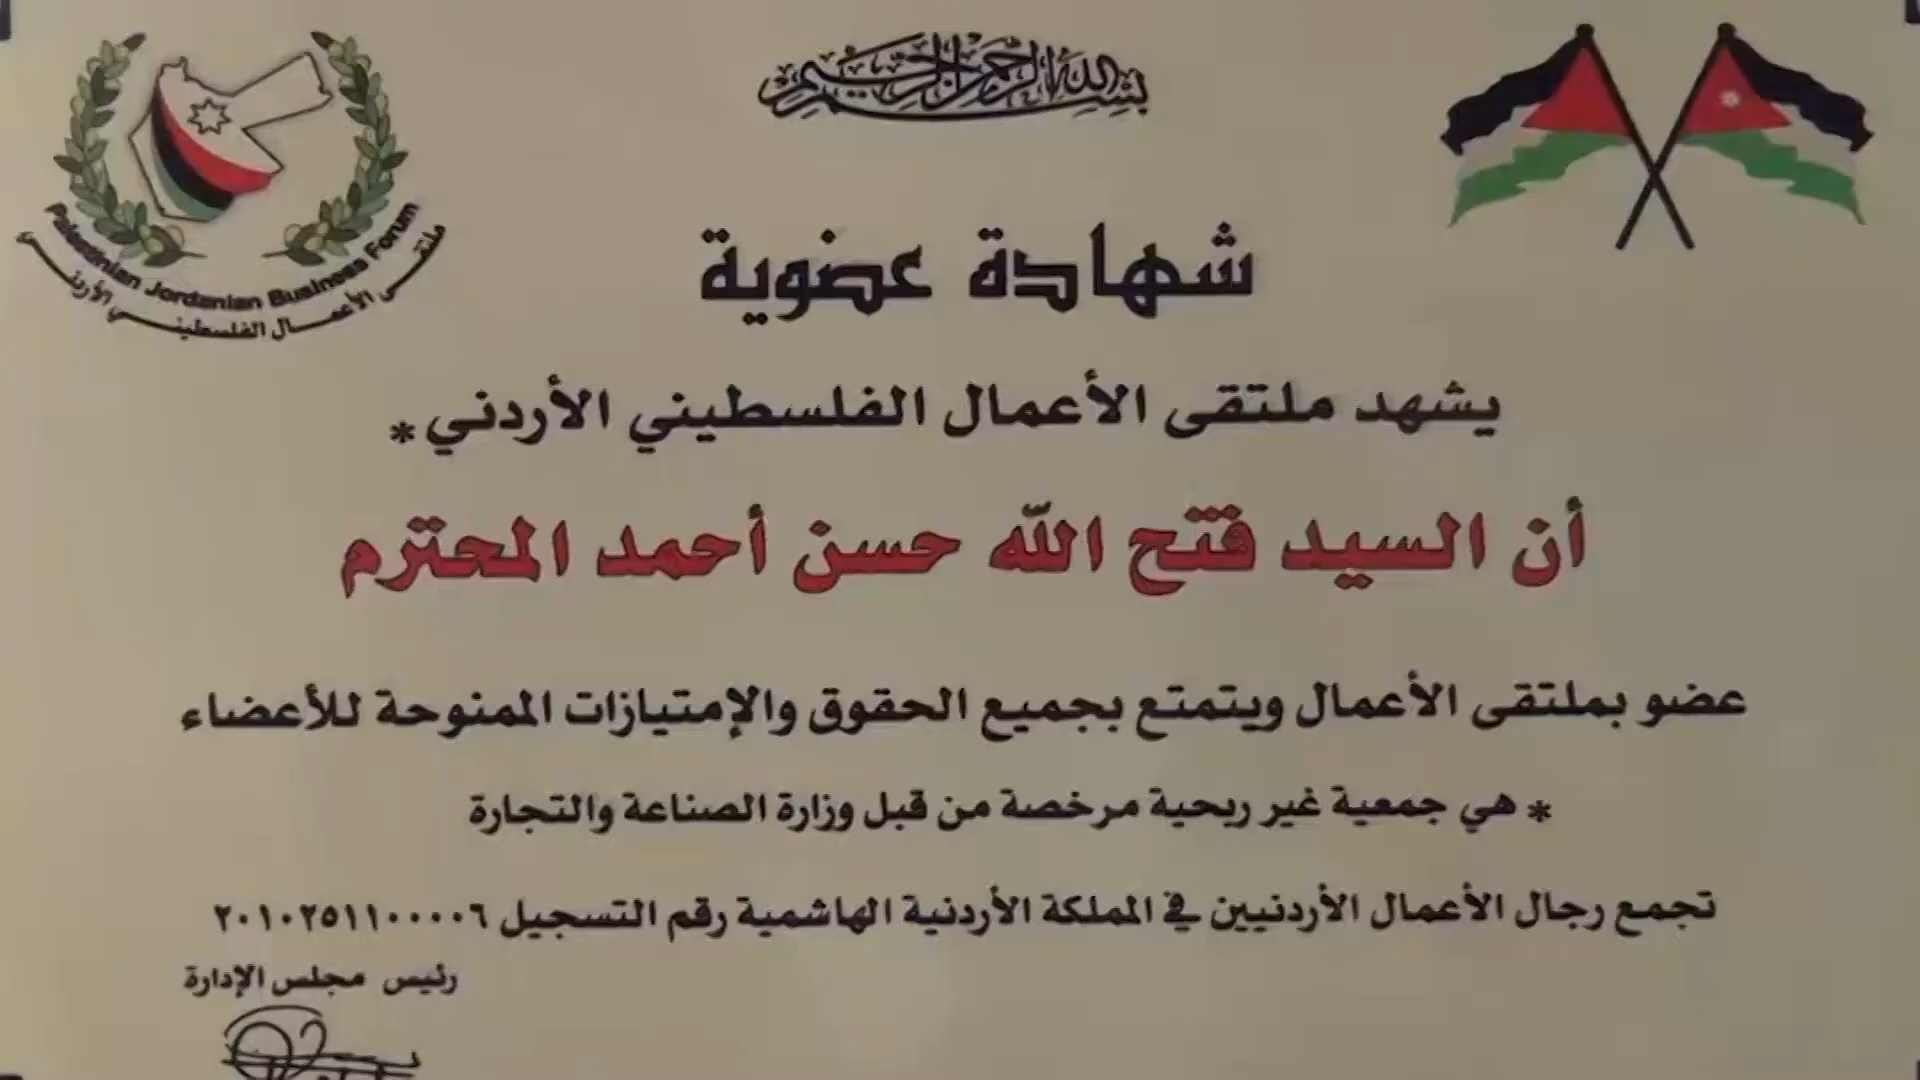 بسم الله الرحمن الرحيم
Palestinian Jordanian Business Forum
ملتقى الأعمال الفلسطيني الأردني
شهادة عضوية
يشهد ملتقى الأعمال الفلسطيني الأردني*
أن السيد فتح الله حسن أحمد المحترم
عضو بملتقى الأعمال ويتمتع بجميع الحقوق والإمتيازات الممنوحة للأعضاء
* هي جمعية غير ربحية مرخصة من قبل وزارة الصناعة والتجارة
تجمع رجال الأعمال الأردنيين في المملكة الأردنية الهاشمية رقم التسجيل ٢٠١٠٢٥١١٠٠٠٠٦
رئيس مجلس الإدارة